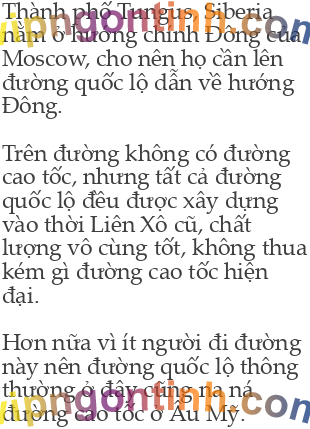 Thành phố Tungus, Siberia
nằm ở hướng chính Đông của
Moscow, cho nên họ cần lên
đường quốc lộ dẫn về hướng
Đông.
Trên đường không có đường
cao tốc, nhưng tất cả đường
quốc lộ đều được xây dựng
vào thời Liên Xô cũ, chất
lượng vô cùng tốt, không thua
kém gì đường cao tốc hiện
đại.
Hơn nữa vì ít người đi đường
này nên đường quốc lộ thông
thường ở đây cũng na ná
đường cao tốc ở Âu Mỹ.